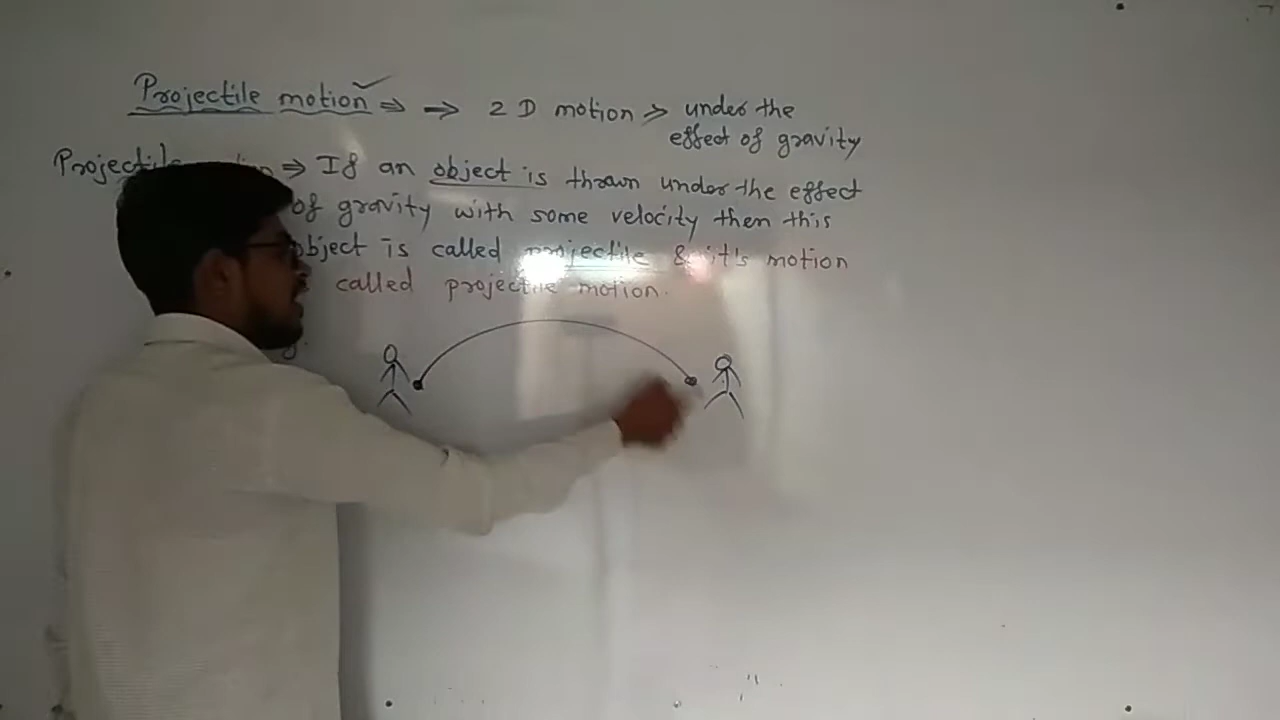 Projectile motion ⇒ → 2 D motion > under the
effect of gravity
Projectile ⇒ If an object is thrown under the effect
of gravity with some velocity then this
object is called projectile & it's motion
called projectile motion.